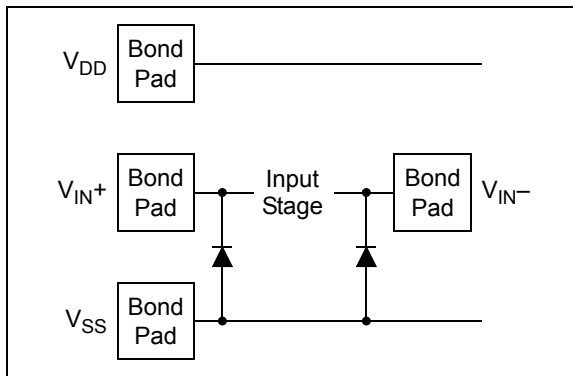 V_DD
Bond
Pad
V_IN+
Bond
Pad
Input
Stage
Bond
Pad
V_IN–
V_SS
Bond
Pad